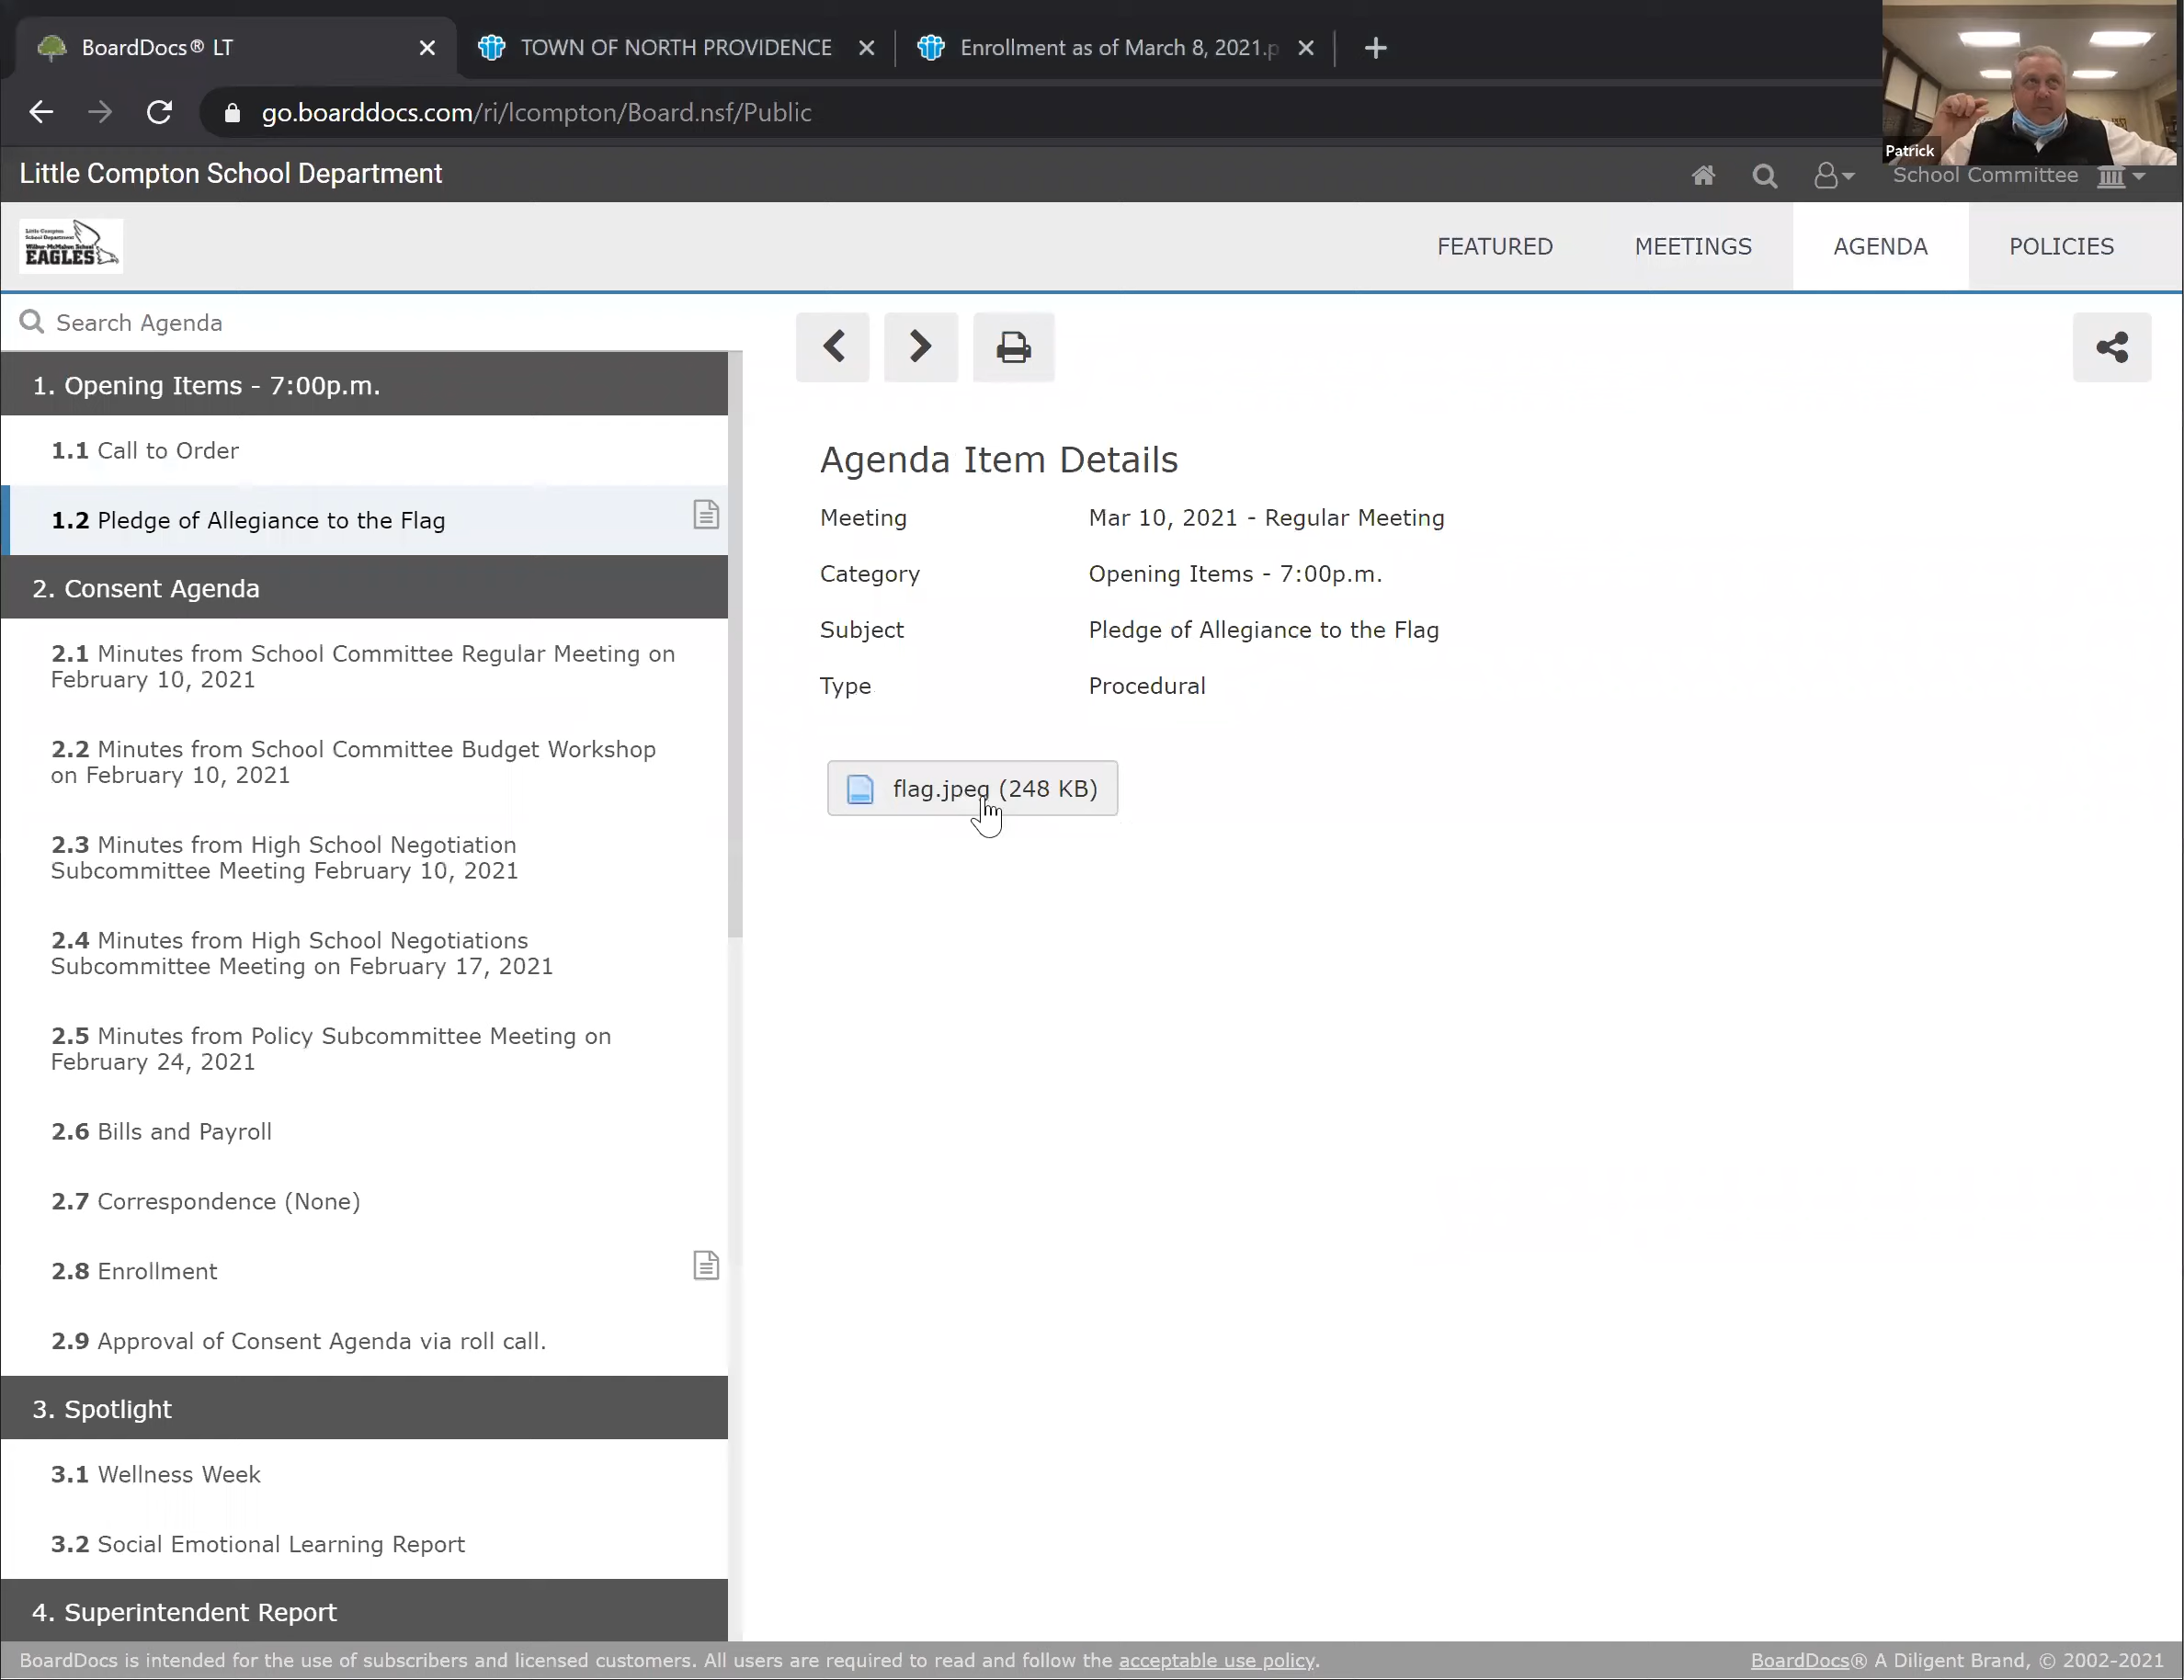 BoardDocs® LT
TOWN OF NORTH PROVIDENCE
Enrollment as of March 8, 2021.p
go.boarddocs.com/ri/lcompton/Board.nsf/Public
Patrick
Little Compton School Department
School Committee
Little Compton
School Department
Wilbur-McMahon School
EAGLES
FEATURED
MEETINGS
AGENDA
POLICIES
Search Agenda
1. Opening Items - 7:00p.m.
1.1 Call to Order
1.2 Pledge of Allegiance to the Flag
2. Consent Agenda
2.1 Minutes from School Committee Regular Meeting on
February 10, 2021
2.2 Minutes from School Committee Budget Workshop
on February 10, 2021
2.3 Minutes from High School Negotiation
Subcommittee Meeting February 10, 2021
2.4 Minutes from High School Negotiations
Subcommittee Meeting on February 17, 2021
2.5 Minutes from Policy Subcommittee Meeting on
February 24, 2021
2.6 Bills and Payroll
2.7 Correspondence (None)
2.8 Enrollment
2.9 Approval of Consent Agenda via roll call.
3. Spotlight
3.1 Wellness Week
3.2 Social Emotional Learning Report
4. Superintendent Report
Agenda Item Details
Meeting Mar 10, 2021 - Regular Meeting
Category Opening Items - 7:00p.m.
Subject Pledge of Allegiance to the Flag
Type Procedural
flag.jpeg (248 KB)
BoardDocs is intended for the use of subscribers and licensed customers. All users are required to read and follow the acceptable use policy.
BoardDocs® A Diligent Brand, © 2002-2021